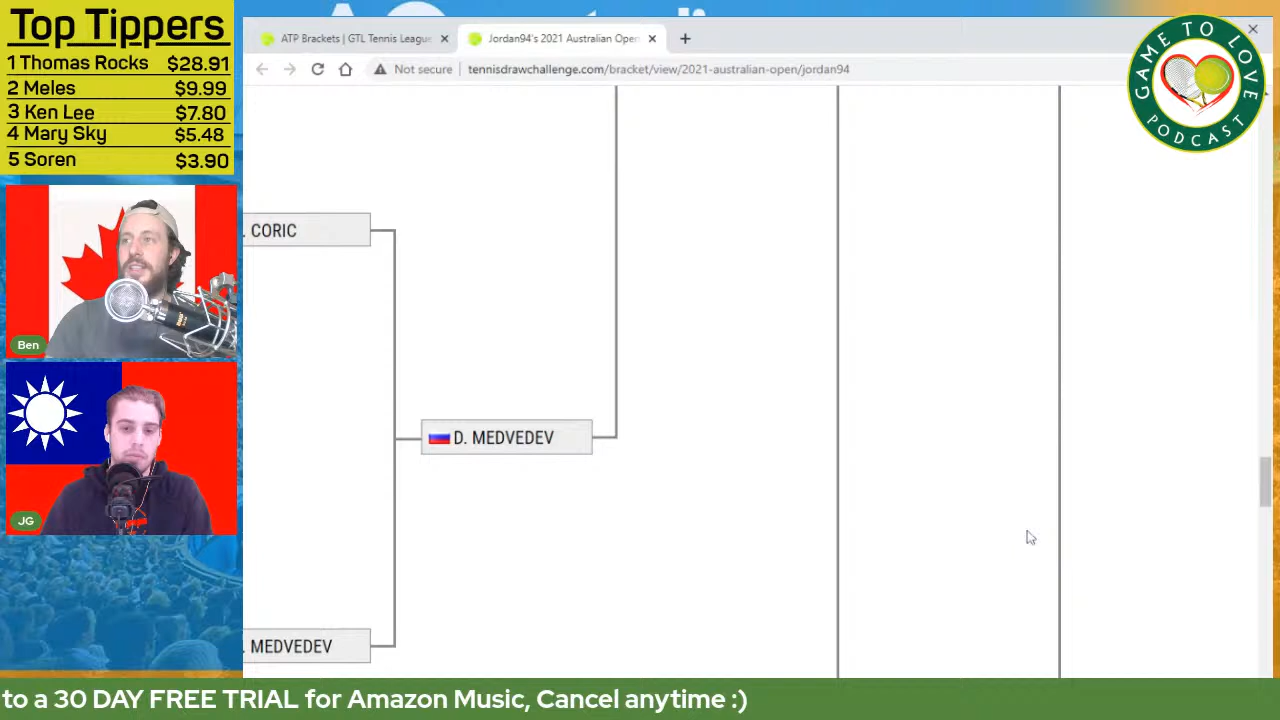 Top Tippers
1 Thomas Rocks $28.91
2 Meles $9.99
3 Ken Lee $7.80
4 Mary Sky $5.48
5 Soren $3.90
ATP Brackets | GTL Tennis League
Jordan94's 2021 Australian Open
Not secure tennisdrawchallenge.com/bracket/view/2021-australian-open/jordan94
GAME TO LOVE
PODCAST
. CORIC
D. MEDVEDEV
. MEDVEDEV
Ben
JG
to a 30 DAY FREE TRIAL for Amazon Music, Cancel anytime :)